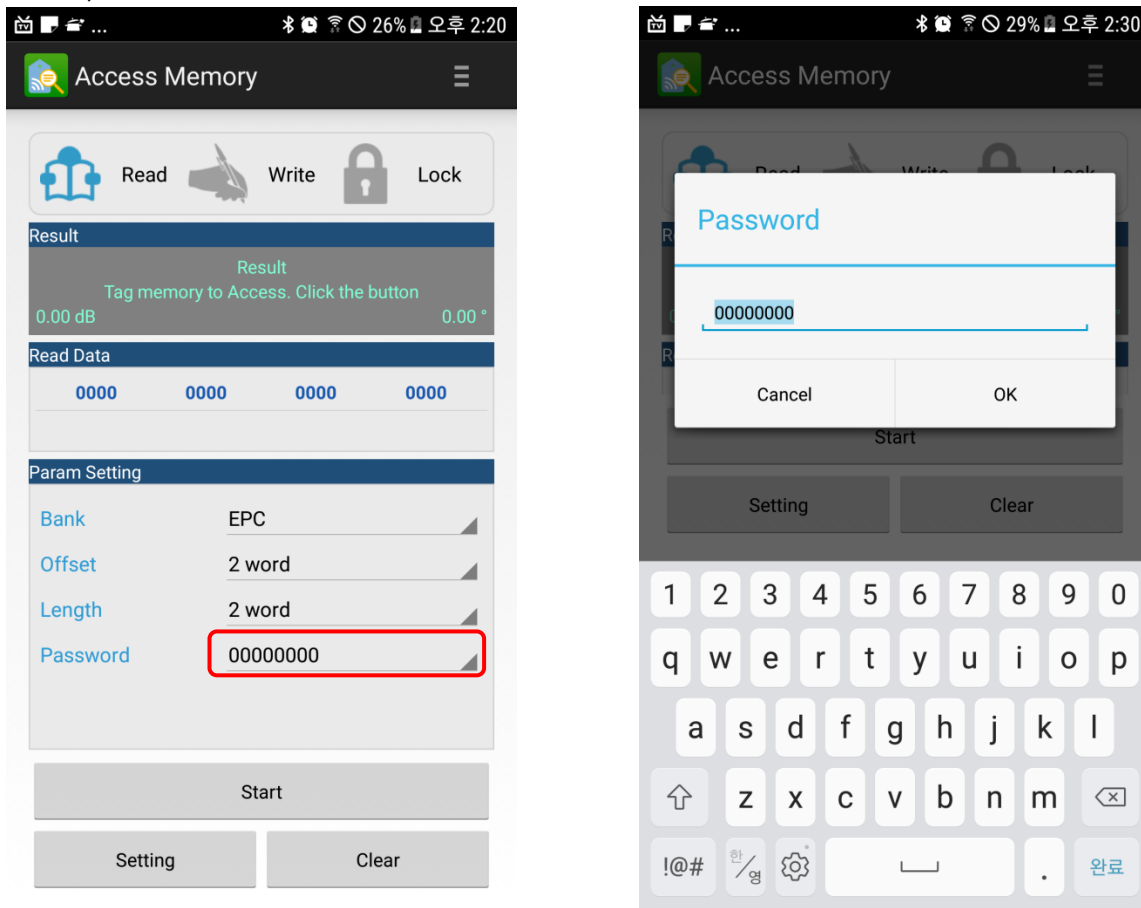 ... 26% 오후 2:20
Access Memory
Read Write Lock
Result
Result
Tag memory to Access. Click the button
0.00 dB 0.00 °
Read Data
0000 0000 0000 0000
Param Setting
Bank EPC
Offset 2 word
Length 2 word
Password 00000000
Start
Setting Clear
... 29% 오후 2:30
Access Memory
Read Write Lock
Password
00000000
Cancel OK
Start
Setting Clear
1 2 3 4 5 6 7 8 9 0
q w e r t y u i o p
a s d f g h j k l
z x c v b n m
!@# 한/영 . 완료